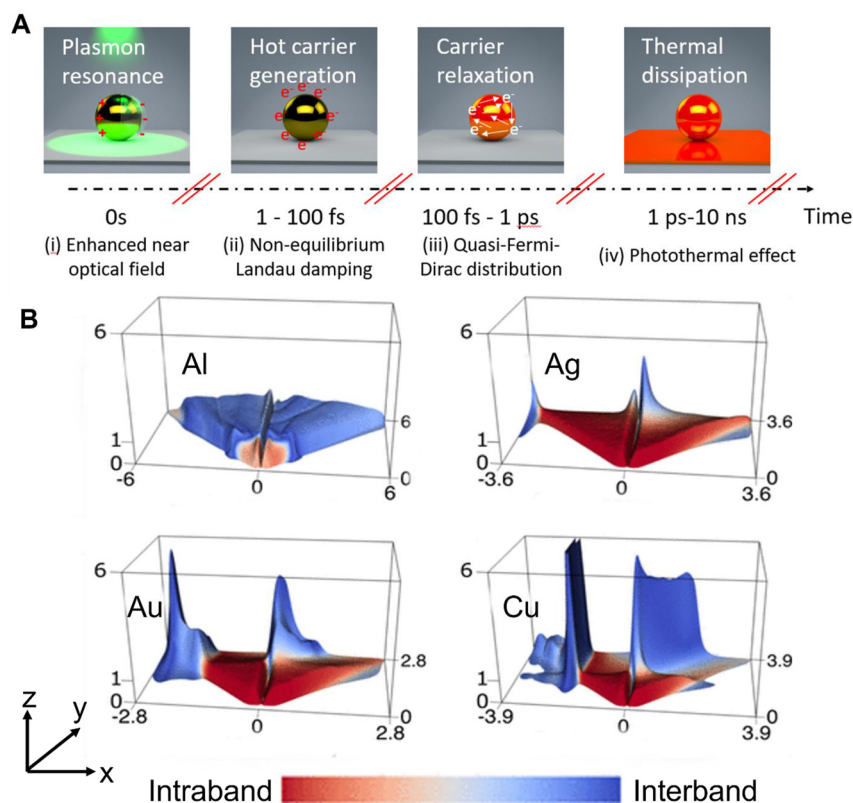 A
Plasmon
resonance
Hot carrier
generation
Carrier
relaxation
Thermal
dissipation
+ -
+ -
+ -
e- e- e- e- e- e- e- e-
e- e- e- e-
0s
1 - 100 fs
100 fs - 1 ps
1 ps-10 ns
Time
(i) Enhanced near
optical field
(ii) Non-equilibrium
Landau damping
(iii) Quasi-Fermi-
Dirac distribution
(iv) Photothermal effect
B
6
Al
1
0
-6
0
6
6
0
6
Ag
1
0
-3.6
0
3.6
3.6
0
6
Au
1
0
-2.8
0
2.8
2.8
0
6
Cu
1
0
-3.9
0
3.9
3.9
0
z
y
x
Intraband
Interband